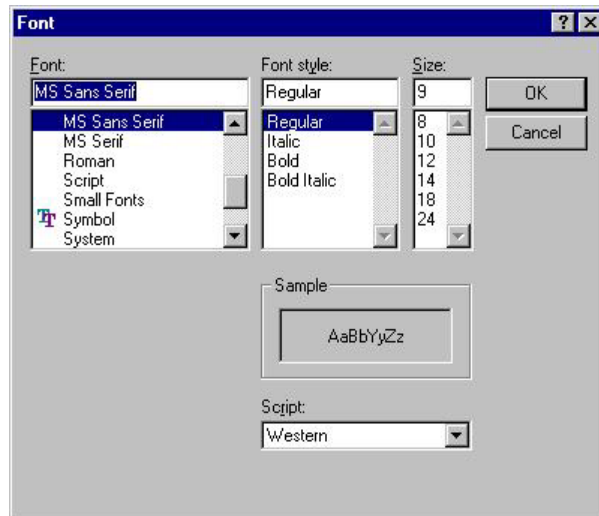 Font
? X
Font:
MS Sans Serif
MS Sans Serif
MS Serif
Roman
Script
Small Fonts
Symbol
System
Font style:
Regular
Regular
Italic
Bold
Bold Italic
Size:
9
8
10
12
14
18
24
OK
Cancel
Sample
AaBbYyZz
Script:
Western